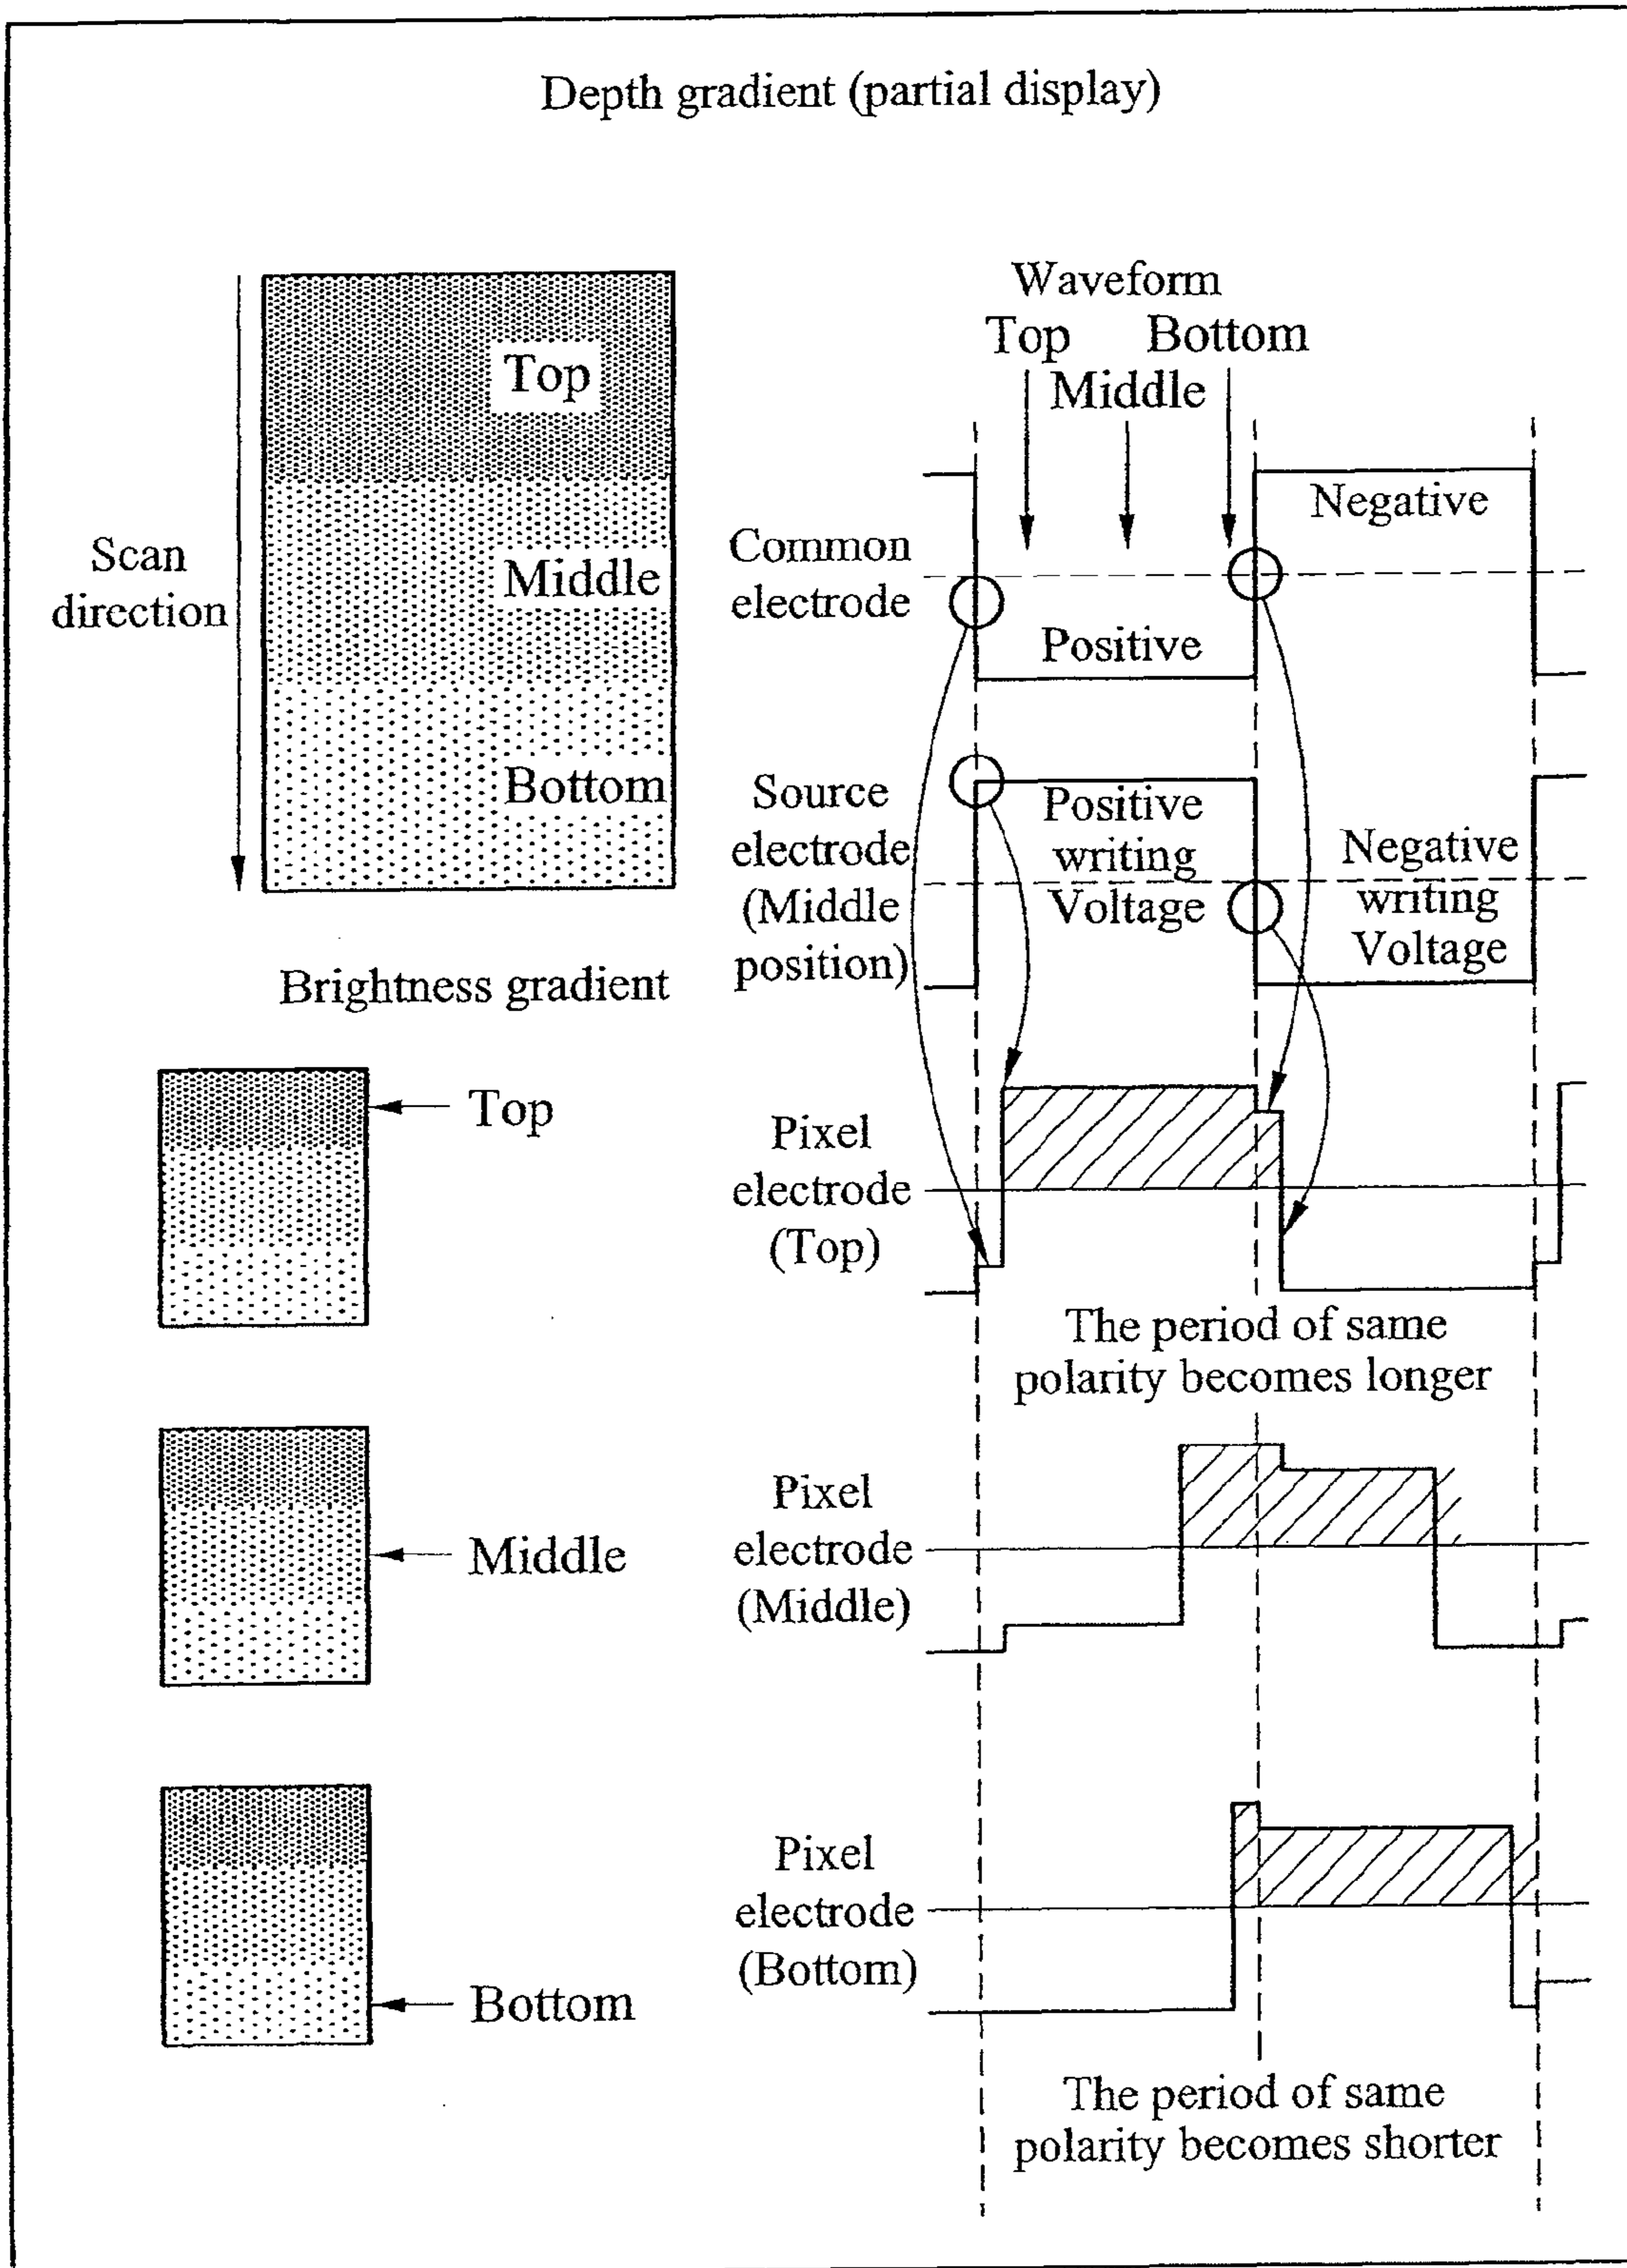 Depth gradient (partial display)
Scan
direction
Top
Middle
Bottom
Brightness gradient
Waveform
Top
Bottom
Middle
Common
electrode
Negative
Positive
Source
electrode
(Middle
position)
Positive
writing
Voltage
Negative
writing
Voltage
Top
Pixel
electrode
(Top)
The period of same
polarity becomes longer
Middle
Pixel
electrode
(Middle)
Bottom
Pixel
electrode
(Bottom)
The period of same
polarity becomes shorter